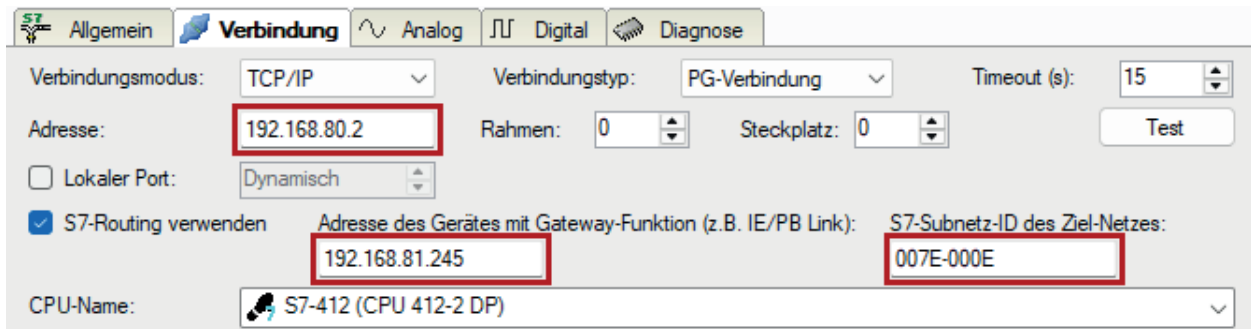 S7 Allgemein Verbindung Analog Digital Diagnose
Verbindungsmodus: TCP/IP Verbindungstyp: PG-Verbindung Timeout (s): 15
Adresse: 192.168.80.2 Rahmen: 0 Steckplatz: 0 Test
Lokaler Port: Dynamisch
S7-Routing verwenden Adresse des Gerätes mit Gateway-Funktion (z.B. IE/PB Link): S7-Subnetz-ID des Ziel-Netzes:
192.168.81.245 007E-000E
CPU-Name: S7-412 (CPU 412-2 DP)